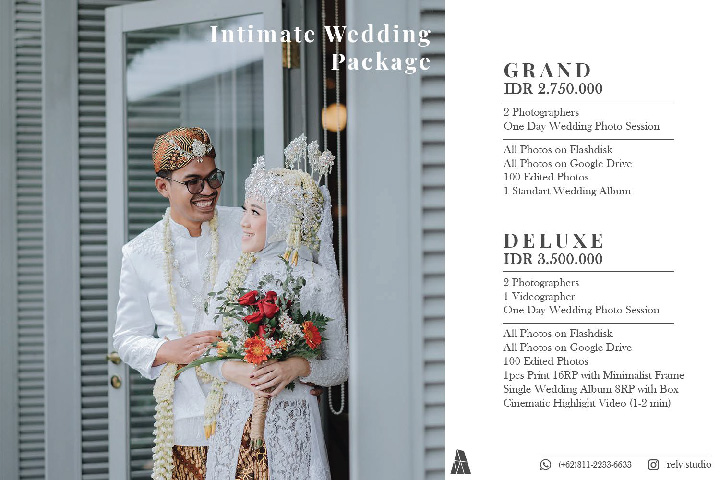 Intimate Wedding
Package
GRAND
IDR 2.750.000
2 Photographers
One Day Wedding Photo Session
All Photos on Flashdisk
All Photos on Google Drive
100 Edited Photos
1 Standart Wedding Album
DELUXE
IDR 3.500.000
2 Photographers
1 Videographer
One Day Wedding Photo Session
All Photos on Flashdisk
All Photos on Google Drive
100 Edited Photos
1pcs Print 16RP with Minimalist Frame
Single Wedding Album 8RP with Box
Cinematic Highlight Video (1-2 min)
(+62)811-2293-6633 relv studio